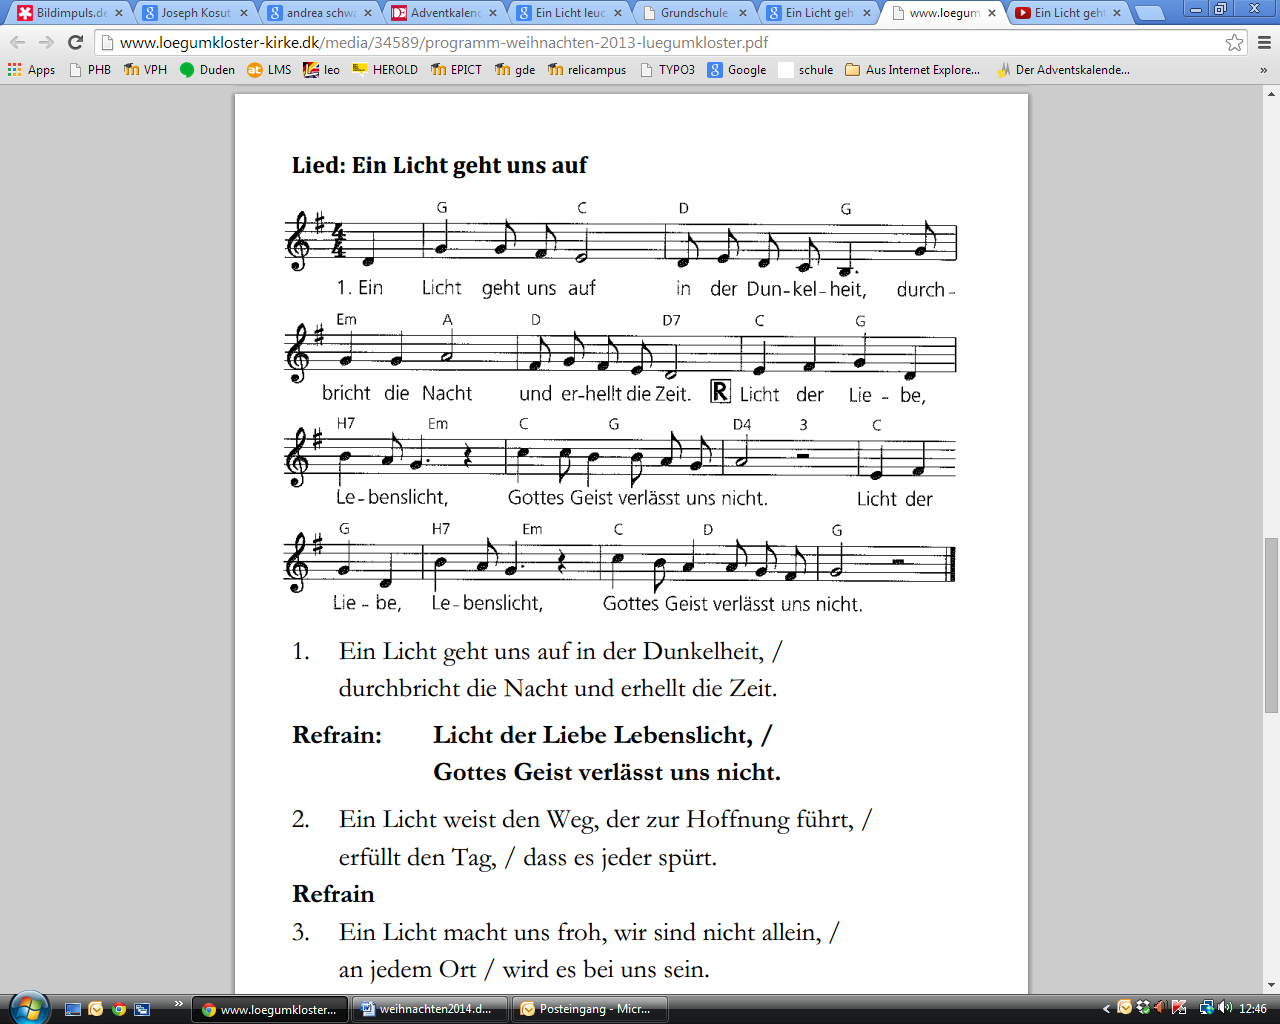 Bildimpuls.de
Joseph Kosut
andrea schwa
Adventkalend
Ein Licht leuc
Grundschule
Ein Licht geh
www.loegum
Ein Licht geht
www.loegumkloster-kirke.dk/media/34589/programm-weihnachten-2013-luegumkloster.pdf
Apps PHB VPH Duden LMS leo HEROLD EPICT gde relicampus TYPO3 Google schule Aus Internet Explore... Der Adventskalende... »
Lied: Ein Licht geht uns auf
G C D G
4
4
1. Ein Licht geht uns auf in der Dun-kel-heit, durch-
Em A D D7 C G
bricht die Nacht und er-hellt die Zeit. R Licht der Lie - be,
H7 Em C G D4 3 C
Le-benslicht, Gottes Geist verlässt uns nicht. Licht der
G H7 Em C D G
Lie - be, Le-benslicht, Gottes Geist verlässt uns nicht.
1. Ein Licht geht uns auf in der Dunkelheit, /
durchbricht die Nacht und erhellt die Zeit.
Refrain: Licht der Liebe Lebenslicht, /
Gottes Geist verlässt uns nicht.
2. Ein Licht weist den Weg, der zur Hoffnung führt, /
erfüllt den Tag, / dass es jeder spürt.
Refrain
3. Ein Licht macht uns froh, wir sind nicht allein, /
an jedem Ort / wird es bei uns sein.
» www.loegumkloster... weihnachten2014.d... Posteingang - Micr... 12:46